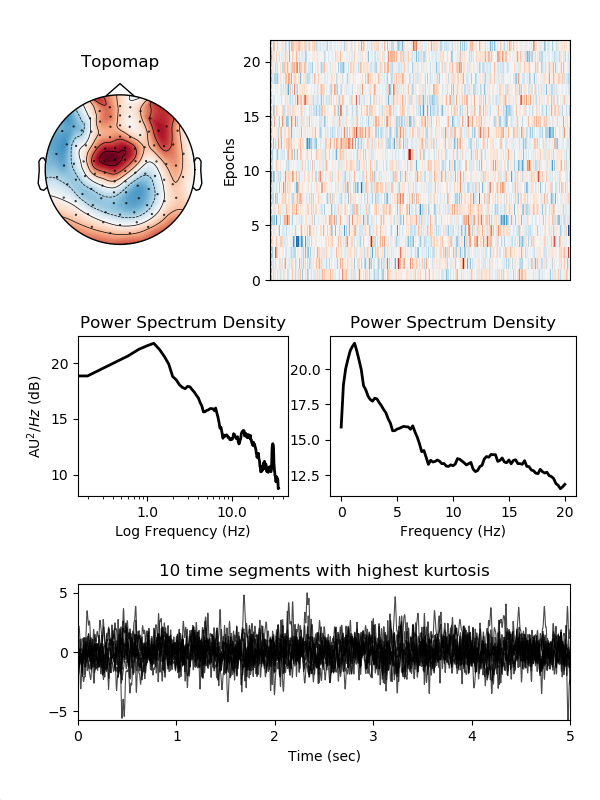 Topomap
20
15
10
5
0
Epochs
Power Spectrum Density
20
15
10
AU²/Hz (dB)
1.0 10.0
Log Frequency (Hz)
Power Spectrum Density
20.0
17.5
15.0
12.5
0 5 10 15 20
Frequency (Hz)
10 time segments with highest kurtosis
5
0
−5
0 1 2 3 4 5
Time (sec)